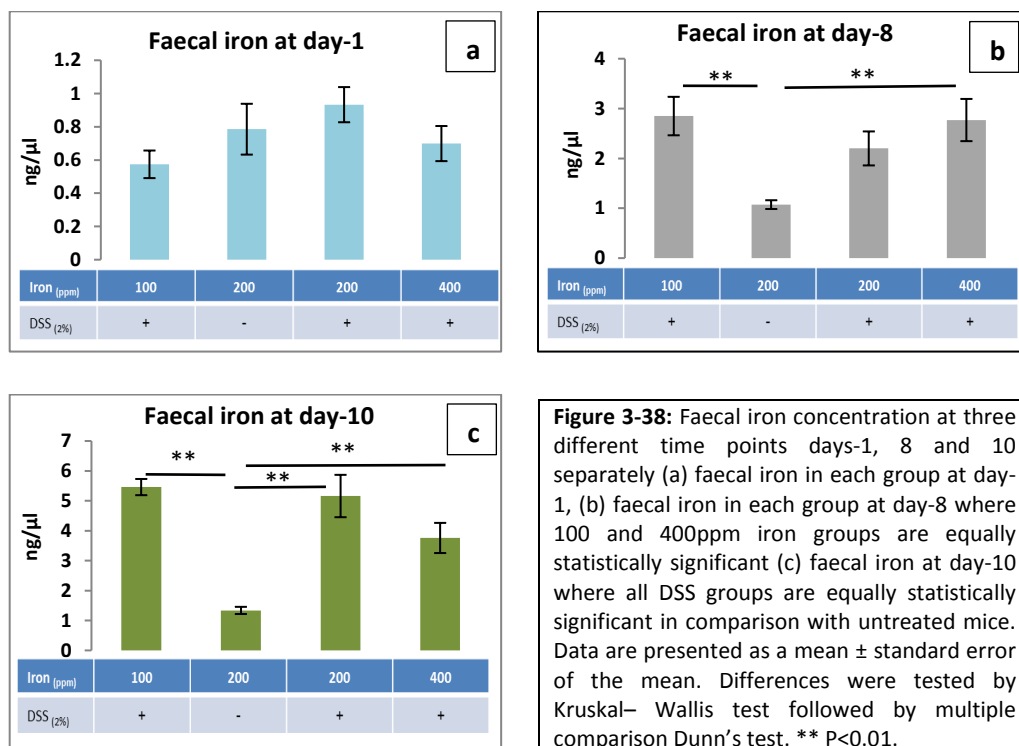 Faecal iron at day-1
a
1.2
1
0.8
0.6
0.4
0.2
0
ng/µl
Iron (ppm) 100 200 200 400
DSS (2%) + - + +
Faecal iron at day-8
b
4
3
2
1
0
ng/µl
** **
Iron (ppm) 100 200 200 400
DSS (2%) + - + +
Faecal iron at day-10
c
7
6
5
4
3
2
1
0
ng/µl
** ** **
Iron (ppm) 100 200 200 400
DSS (2%) + - + +
Figure 3-38: Faecal iron concentration at three
different time points days-1, 8 and 10
separately (a) faecal iron in each group at day-
1, (b) faecal iron in each group at day-8 where
100 and 400ppm iron groups are equally
statistically significant (c) faecal iron at day-10
where all DSS groups are equally statistically
significant in comparison with untreated mice.
Data are presented as a mean ± standard error
of the mean. Differences were tested by
Kruskal– Wallis test followed by multiple
comparison Dunn's test. ** P<0.01.